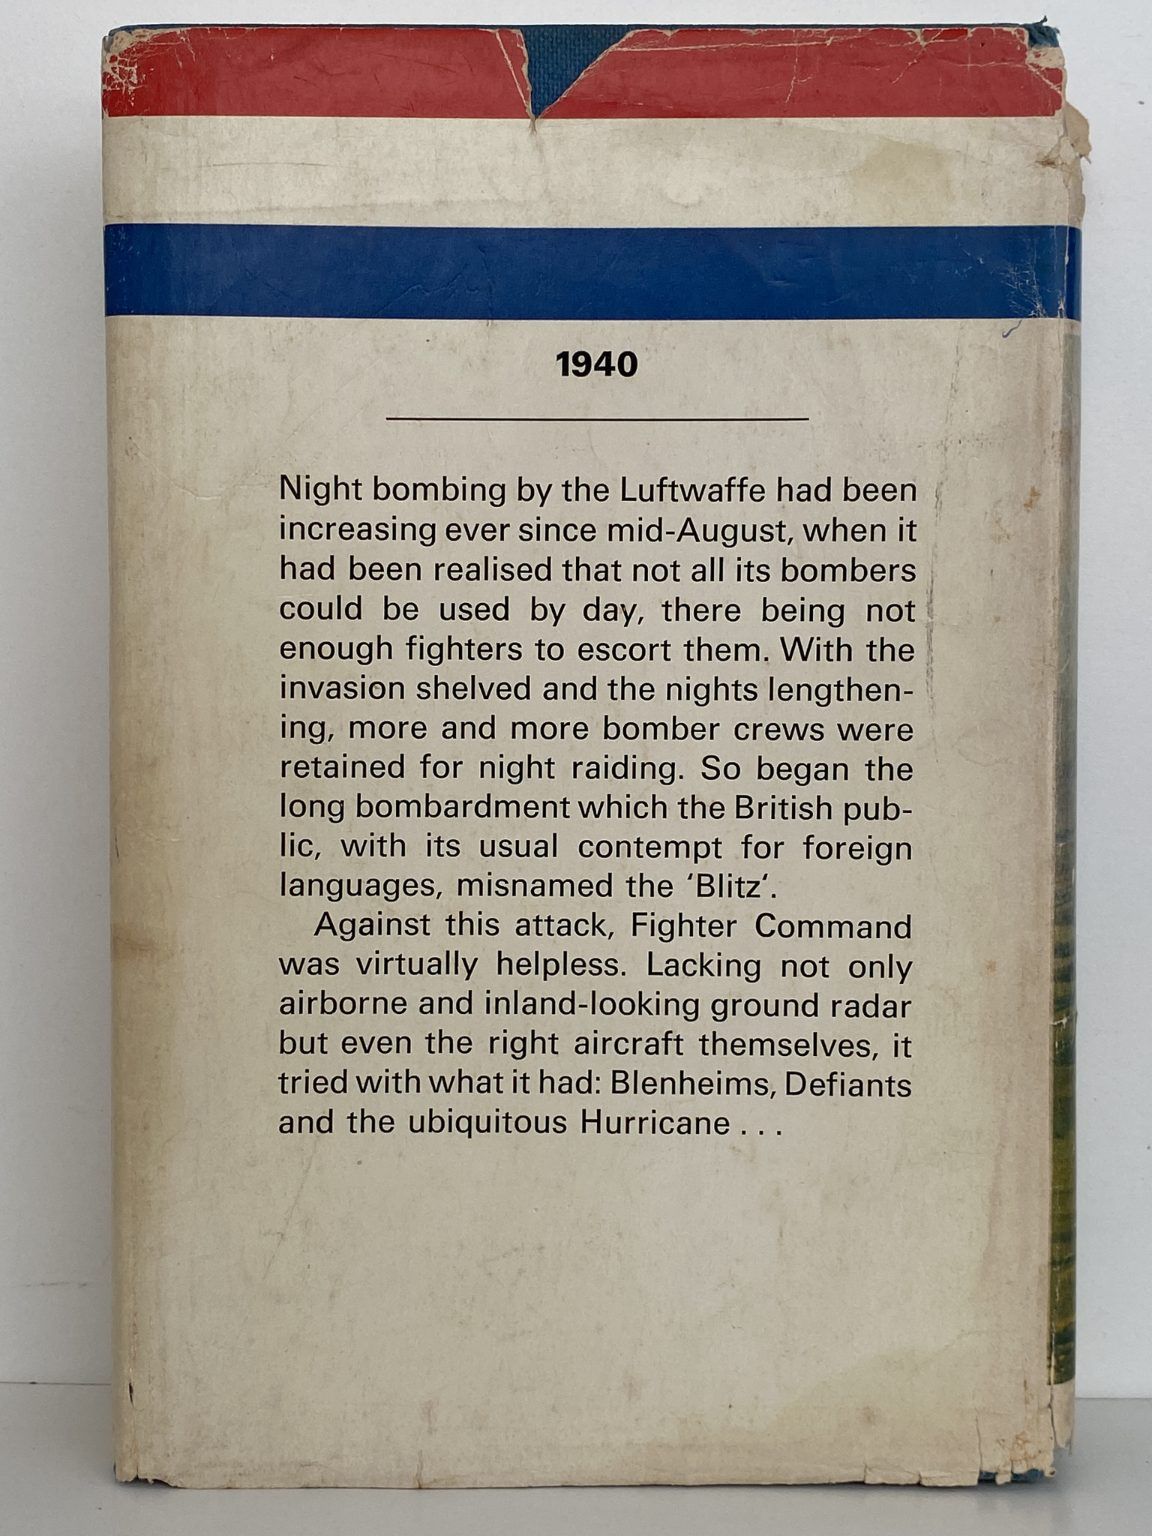 1940
Night bombing by the Luftwaffe had been
increasing ever since mid-August, when it
had been realised that not all its bombers
could be used by day, there being not
enough fighters to escort them. With the
invasion shelved and the nights lengthen-
ing, more and more bomber crews were
retained for night raiding. So began the
long bombardment which the British pub-
lic, with its usual contempt for foreign
languages, misnamed the ‘Blitz‘.
Against this attack, Fighter Command
was virtually helpless. Lacking not only
airborne and inland-looking ground radar
but even the right aircraft themselves, it
tried with what it had: Blenheims, Defiants
and the ubiquitous Hurricane . . .